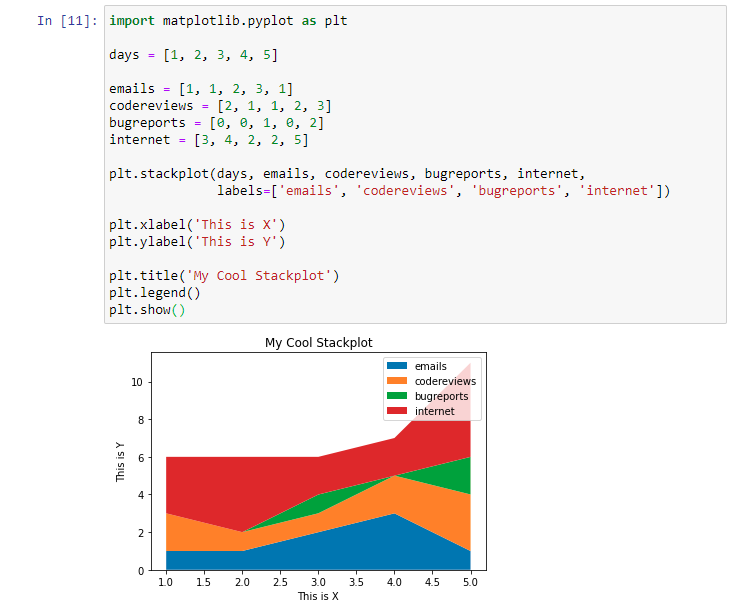 In [11]: import matplotlib.pyplot as plt
days = [1, 2, 3, 4, 5]
emails = [1, 1, 2, 3, 1]
codereviews = [2, 1, 1, 2, 3]
bugreports = [0, 0, 1, 0, 2]
internet = [3, 4, 2, 2, 5]
plt.stackplot(days, emails, codereviews, bugreports, internet,
labels=['emails', 'codereviews', 'bugreports', 'internet'])
plt.xlabel('This is X')
plt.ylabel('This is Y')
plt.title('My Cool Stackplot')
plt.legend()
plt.show()
My Cool Stackplot
emails
codereviews
bugreports
internet
10
8
6
4
2
0
This is Y
1.0 1.5 2.0 2.5 3.0 3.5 4.0 4.5 5.0
This is X